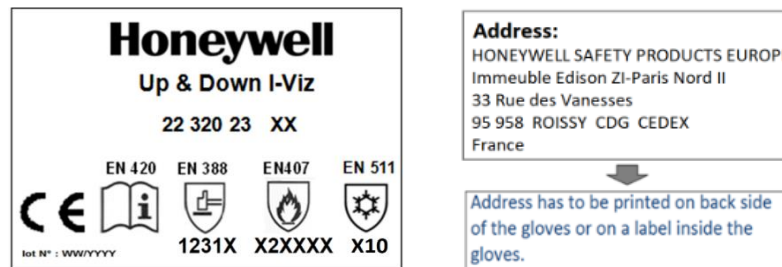 Honeywell
Up & Down I-Viz
22 320 23 XX
EN 420 EN 388 EN407 EN 511
CE
i
1231X X2XXXX X10
lot N° : WW/YYYY
Address:
HONEYWELL SAFETY PRODUCTS EUROP
Immeuble Edison ZI-Paris Nord II
33 Rue des Vanesses
95 958 ROISSY CDG CEDEX
France
Address has to be printed on back side
of the gloves or on a label inside the
gloves.